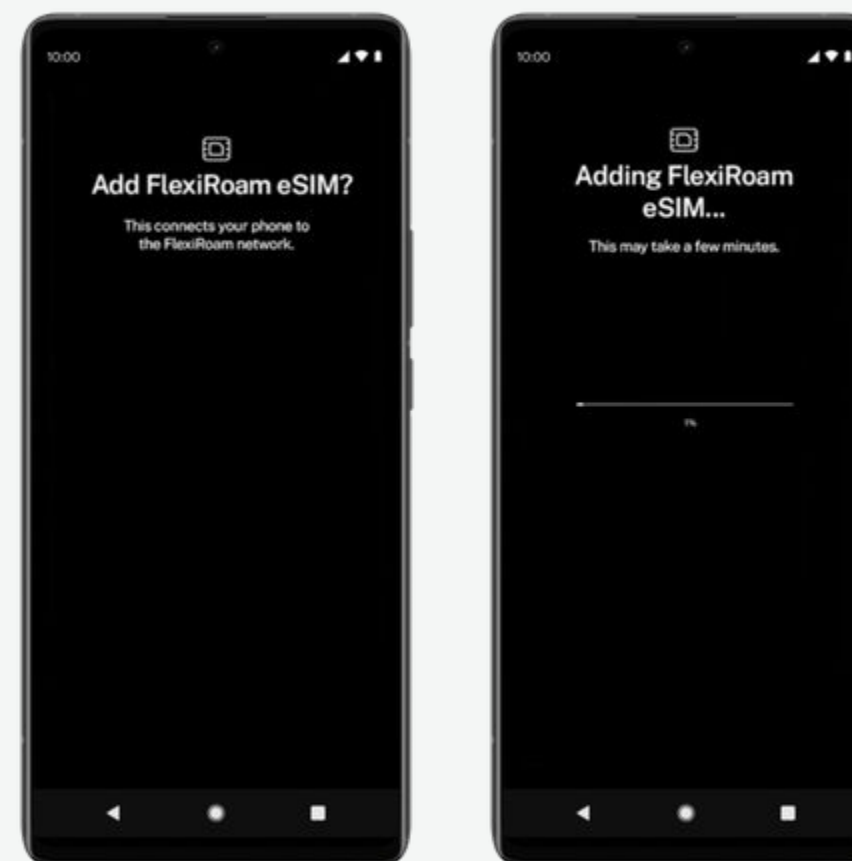 10:00
Add FlexiRoam eSIM?
This connects your phone to
the FlexiRoam network.
10:00
Adding FlexiRoam
eSIM...
This may take a few minutes.
1%